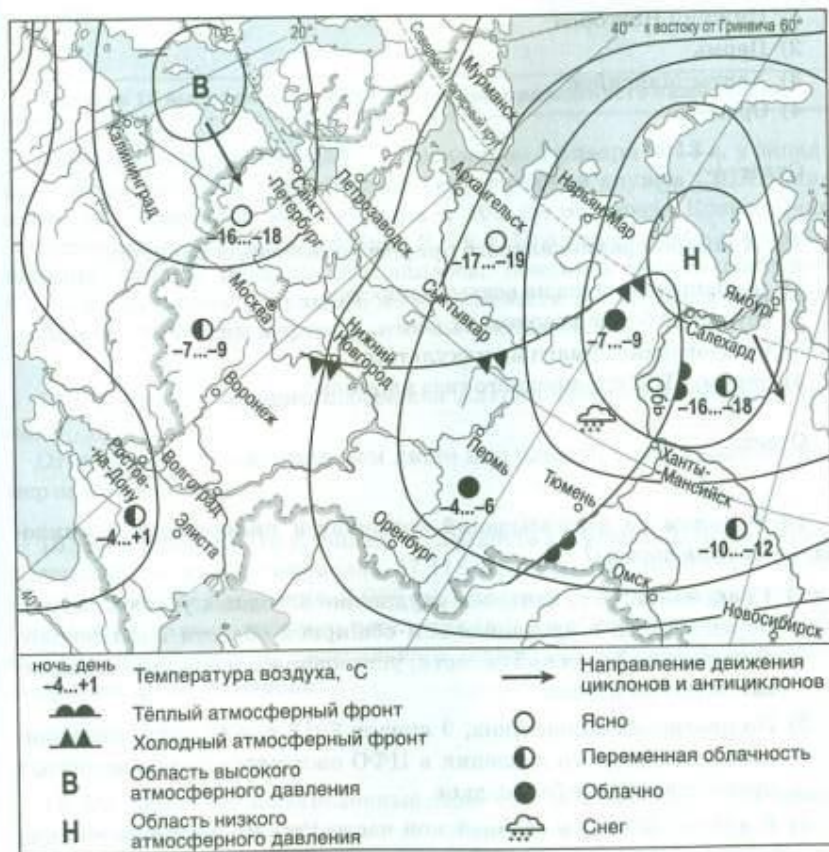 40° к востоку от Гринвича 60°
20°
В
Мурманск
Северный полярный круг
Калининград
Санкт-
-Петербург
Петрозаводск
Архангельск
Нарьян-Мар
–16...–18
–17...–19
Н
Ямбург
Салехард
Москва
Сыктывкар
–7...–9
Нижний
Новгород
–7...–9
Обь
–16...–18
Воронеж
Пермь
Ханты-
Мансийск
Ростов-
-на-Дону
Волгоград
–4...–6
Тюмень
–4...+1
Элиста
Оренбург
–10...–12
Омск
40°
Новосибирск
ночь день
–4...+1
Температура воздуха, °С
Тёплый атмосферный фронт
Холодный атмосферный фронт
В
Область высокого
атмосферного давления
Н
Область низкого
атмосферного давления
Направление движения
циклонов и антициклонов
Ясно
Переменная облачность
Облачно
Снег